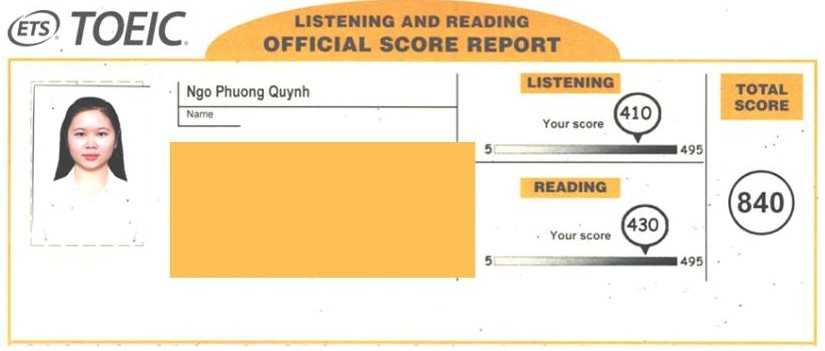 ETS TOEIC.
LISTENING AND READING
OFFICIAL SCORE REPORT
Ngo Phuong Quynh
Name
LISTENING
Your score 410
5 495
READING
Your score 430
5 495
TOTAL
SCORE
840